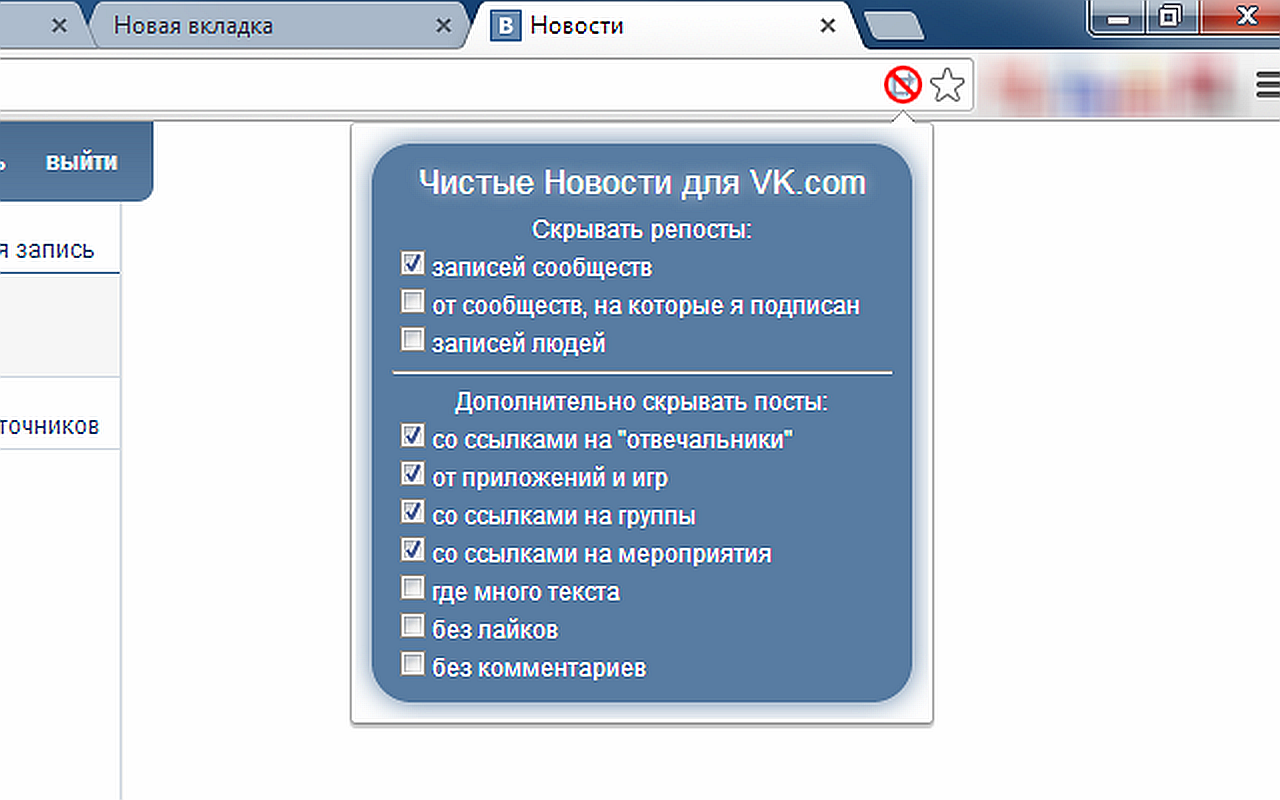 Новая вкладка
В Новости
выйти
я запись
точников
Чистые Новости для VK.com
Скрывать репосты:
записей сообществ
от сообществ, на которые я подписан
записей людей
Дополнительно скрывать посты:
со ссылками на "отвечальники"
от приложений и игр
со ссылками на группы
со ссылками на мероприятия
где много текста
без лайков
без комментариев